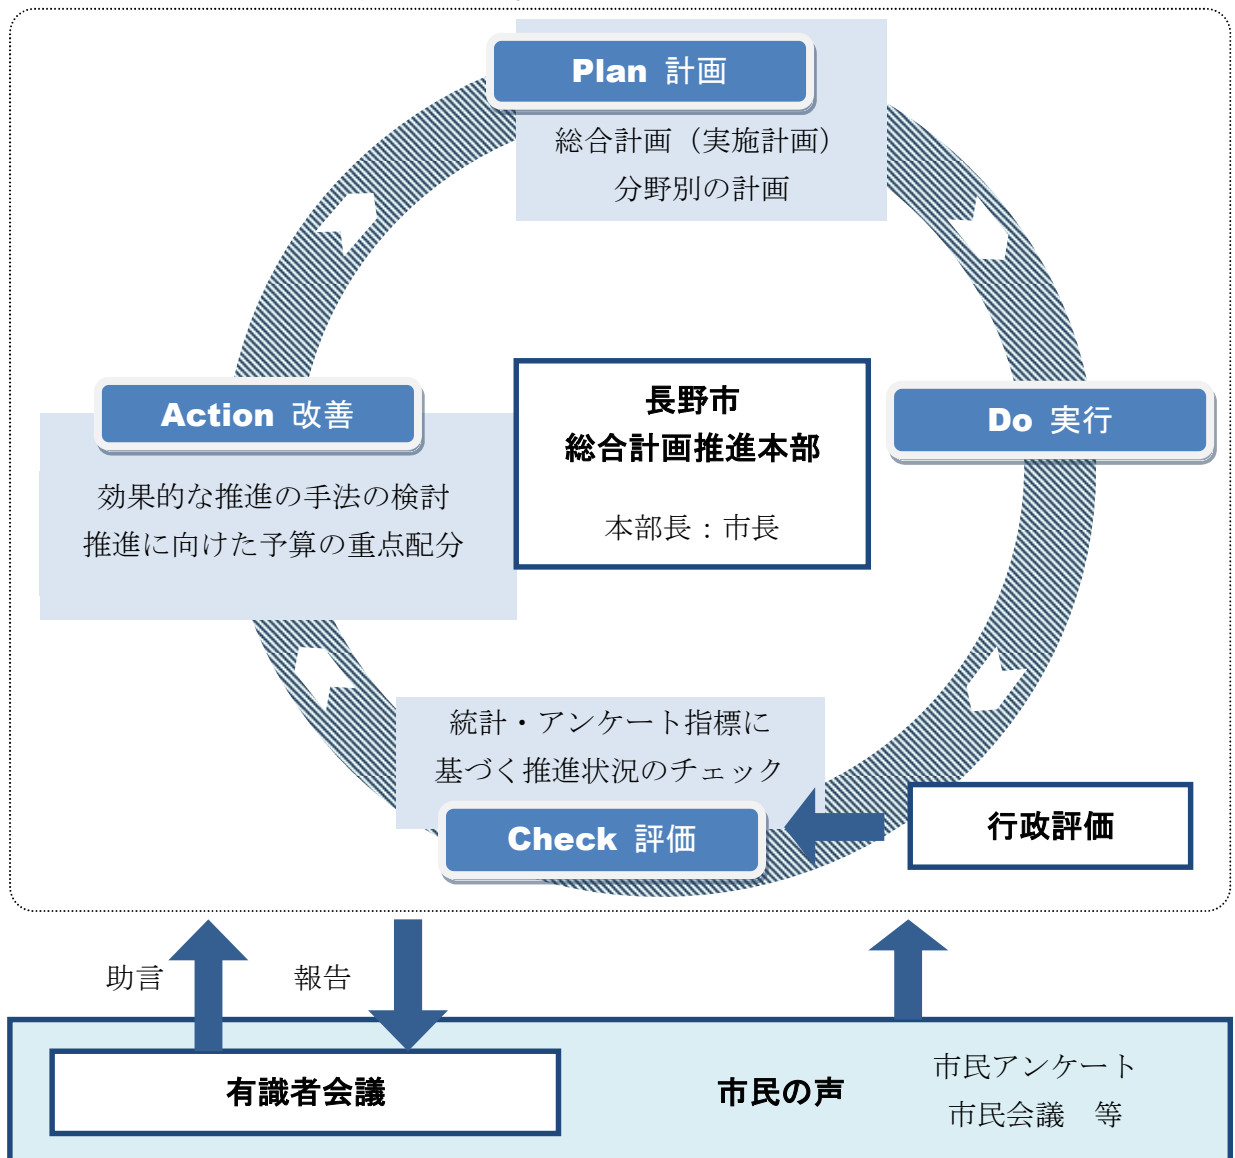 Plan 計画
総合計画（実施計画）
分野別の計画
長野市
総合計画推進本部
本部長：市長
Action 改善
効果的な推進の手法の検討
推進に向けた予算の重点配分
Do 実行
統計・アンケート指標に
基づく推進状況のチェック
Check 評価
行政評価
助言
報告
有識者会議
市民の声
市民アンケート
市民会議　等